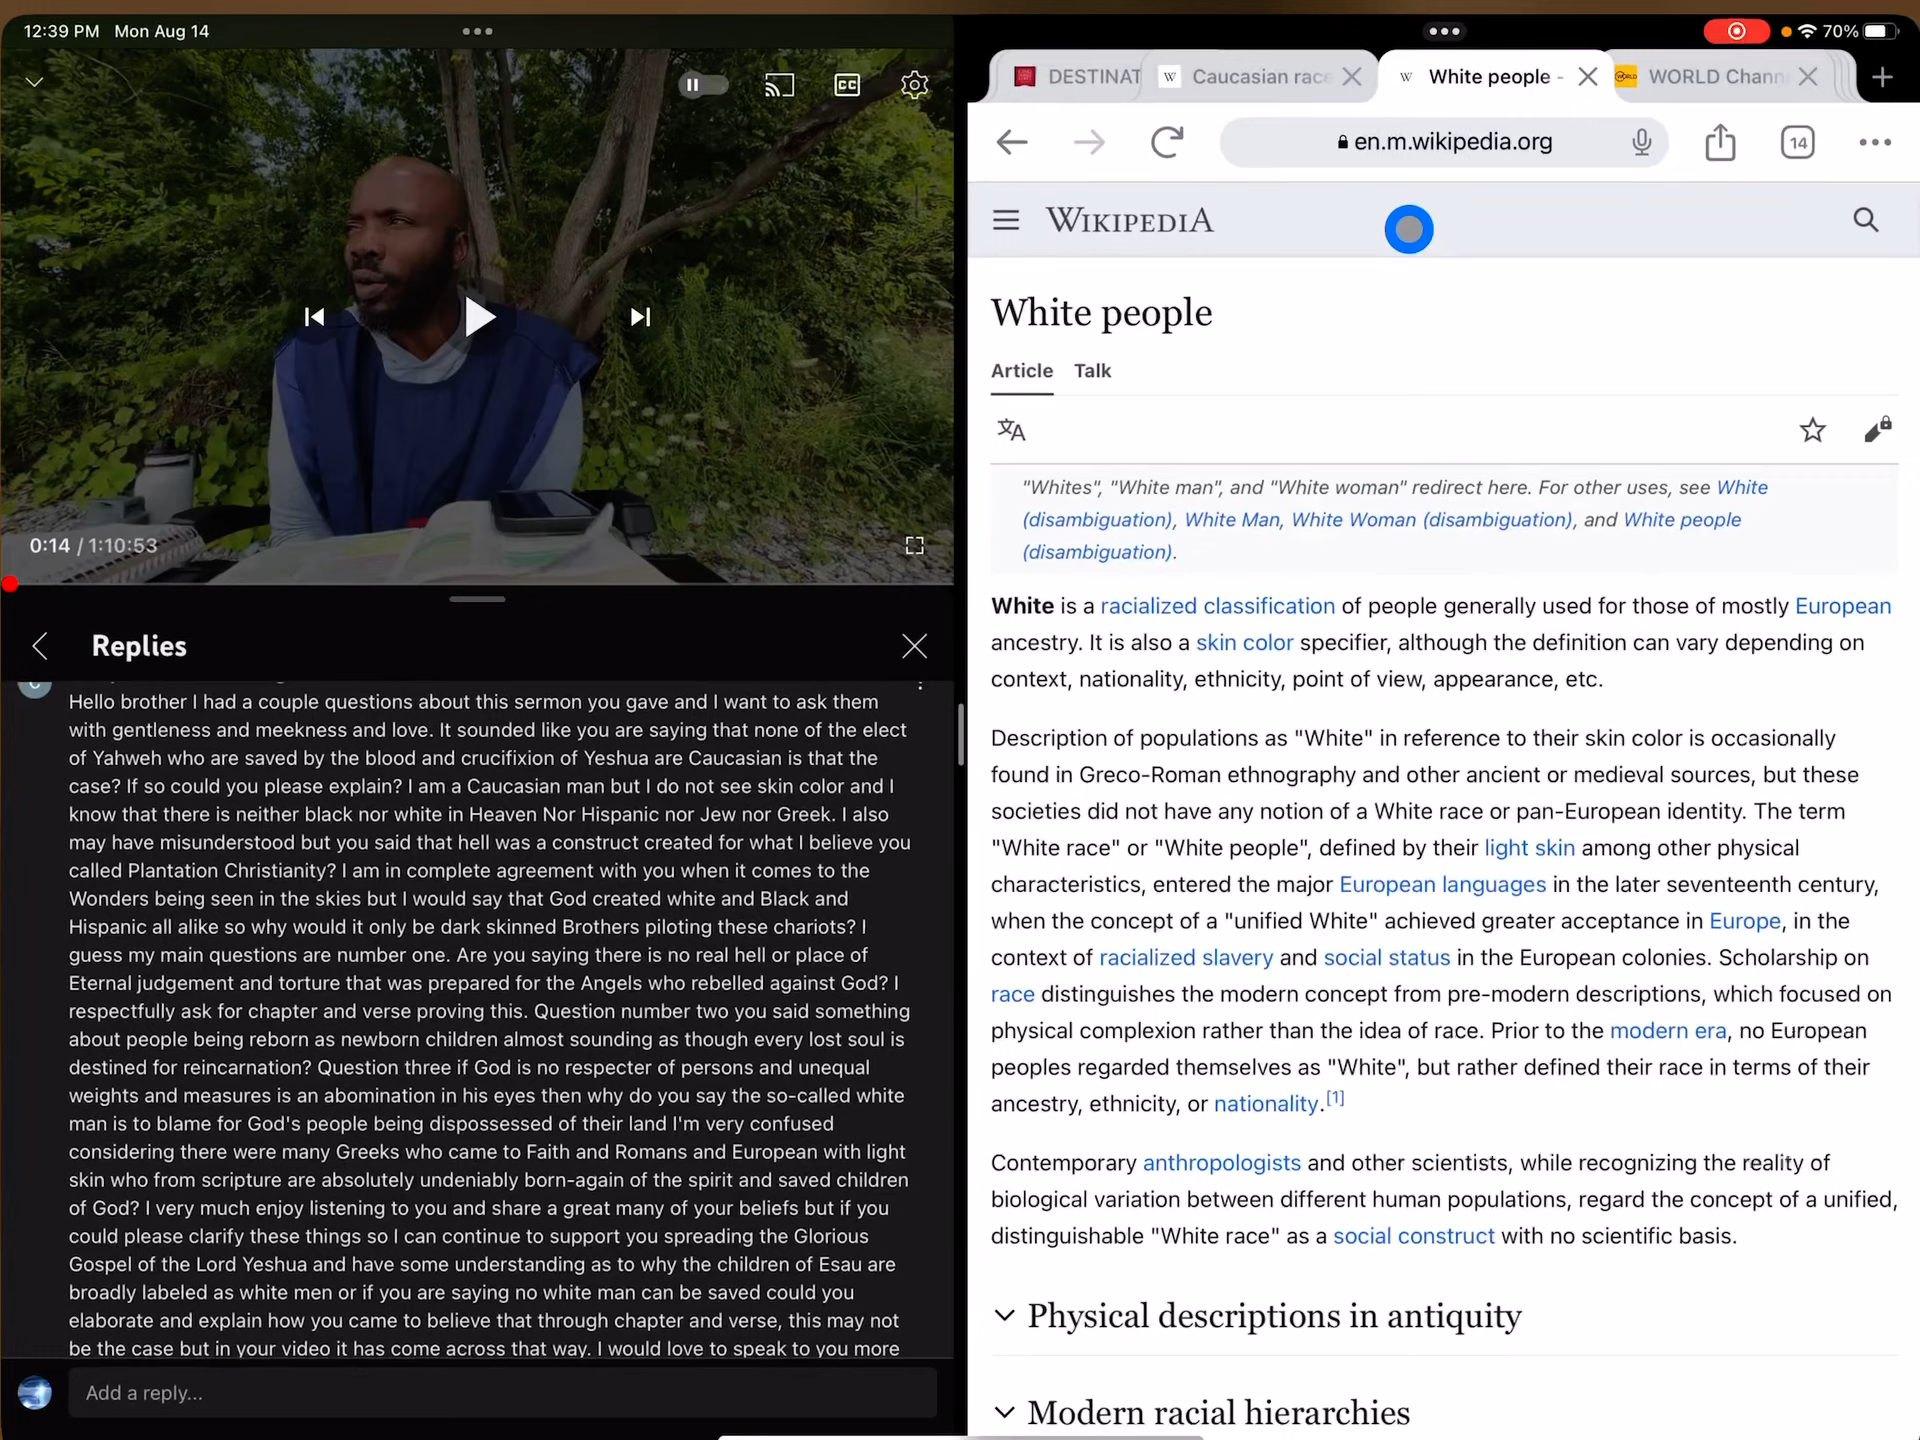 12:39 PM Mon Aug 14
CC
0:14 / 1:10:53
Replies
Hello brother I had a couple questions about this sermon you gave and I want to ask them
with gentleness and meekness and love. It sounded like you are saying that none of the elect
of Yahweh who are saved by the blood and crucifixion of Yeshua are Caucasian is that the
case? If so could you please explain? I am a Caucasian man but I do not see skin color and I
know that there is neither black nor white in Heaven Nor Hispanic nor Jew nor Greek. I also
may have misunderstood but you said that hell was a construct created for what I believe you
called Plantation Christianity? I am in complete agreement with you when it comes to the
Wonders being seen in the skies but I would say that God created white and Black and
Hispanic all alike so why would it only be dark skinned Brothers piloting these chariots? I
guess my main questions are number one. Are you saying there is no real hell or place of
Eternal judgement and torture that was prepared for the Angels who rebelled against God? I
respectfully ask for chapter and verse proving this. Question number two you said something
about people being reborn as newborn children almost sounding as though every lost soul is
destined for reincarnation? Question three if God is no respecter of persons and unequal
weights and measures is an abomination in his eyes then why do you say the so-called white
man is to blame for God's people being dispossessed of their land I'm very confused
considering there were many Greeks who came to Faith and Romans and European with light
skin who from scripture are absolutely undeniably born-again of the spirit and saved children
of God? I very much enjoy listening to you and share a great many of your beliefs but if you
could please clarify these things so I can continue to support you spreading the Glorious
Gospel of the Lord Yeshua and have some understanding as to why the children of Esau are
broadly labeled as white men or if you are saying no white man can be saved could you
elaborate and explain how you came to believe that through chapter and verse, this may not
be the case but in your video it has come across that way. I would love to speak to you more
Add a reply...
70%
DESTINAT
W Caucasian race
W White people -
WORLD Chann
en.m.wikipedia.org
14
WIKIPEDIA
White people
Article Talk
"Whites", "White man", and "White woman" redirect here. For other uses, see White
(disambiguation), White Man, White Woman (disambiguation), and White people
(disambiguation).
White is a racialized classification of people generally used for those of mostly European
ancestry. It is also a skin color specifier, although the definition can vary depending on
context, nationality, ethnicity, point of view, appearance, etc.
Description of populations as "White" in reference to their skin color is occasionally
found in Greco-Roman ethnography and other ancient or medieval sources, but these
societies did not have any notion of a White race or pan-European identity. The term
"White race" or "White people", defined by their light skin among other physical
characteristics, entered the major European languages in the later seventeenth century,
when the concept of a "unified White" achieved greater acceptance in Europe, in the
context of racialized slavery and social status in the European colonies. Scholarship on
race distinguishes the modern concept from pre-modern descriptions, which focused on
physical complexion rather than the idea of race. Prior to the modern era, no European
peoples regarded themselves as "White", but rather defined their race in terms of their
ancestry, ethnicity, or nationality.[1]
Contemporary anthropologists and other scientists, while recognizing the reality of
biological variation between different human populations, regard the concept of a unified,
distinguishable "White race" as a social construct with no scientific basis.
Physical descriptions in antiquity
Modern racial hierarchies